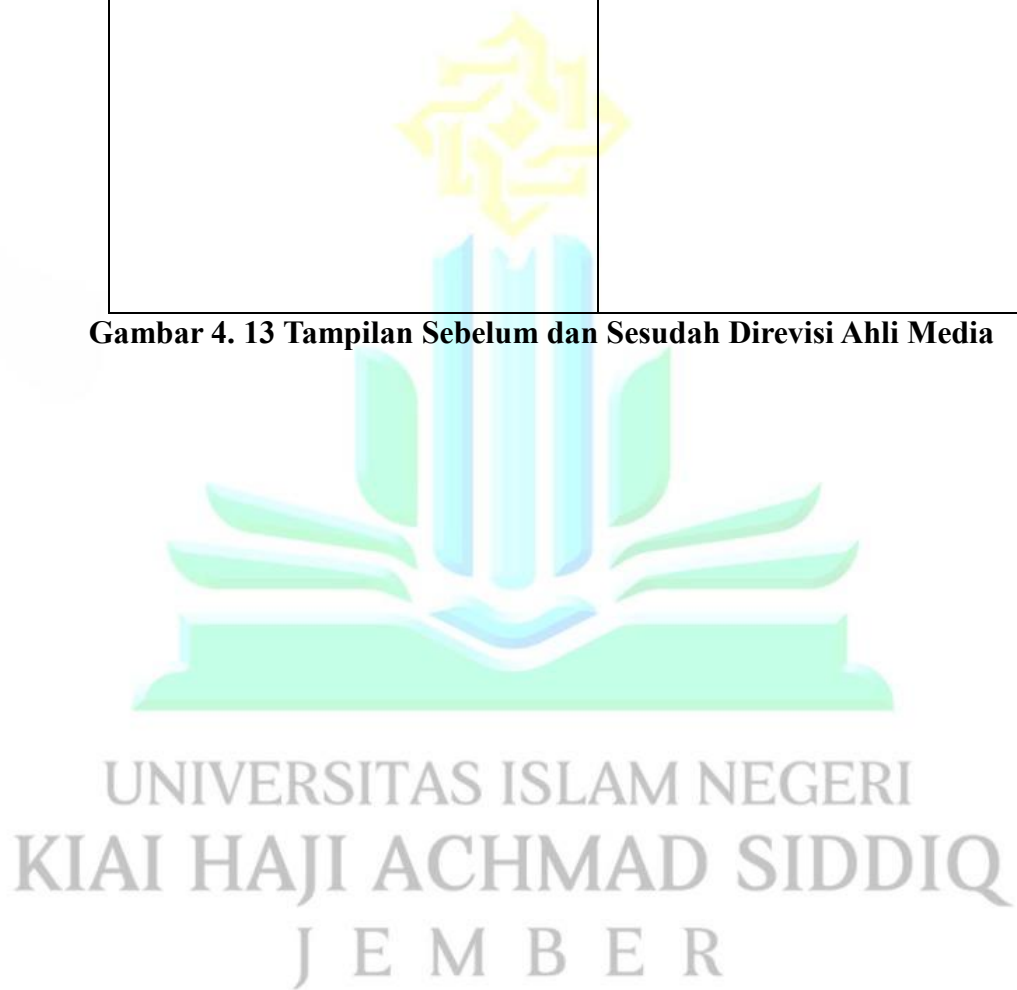 Gambar 4. 13 Tampilan Sebelum dan Sesudah Direvisi Ahli Media
UNIVERSITAS ISLAM NEGERI
KIAI HAJI ACHMAD SIDDIQ
J E M B E R